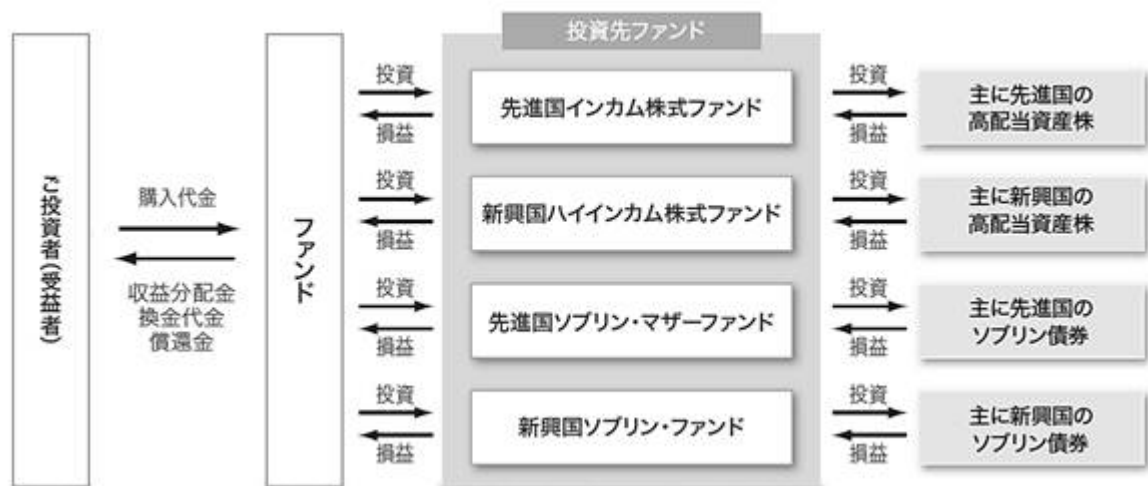 投資先ファンド
ご投資者(受益者)
購入代金
収益分配金
換金代金
償還金
ファンド
投資
損益
先進国インカム株式ファンド
投資
損益
主に先進国の
高配当資産株
投資
損益
新興国ハイインカム株式ファンド
投資
損益
主に新興国の
高配当資産株
投資
損益
先進国ソブリン・マザーファンド
投資
損益
主に先進国の
ソブリン債券
投資
損益
新興国ソブリン・ファンド
投資
損益
主に新興国の
ソブリン債券